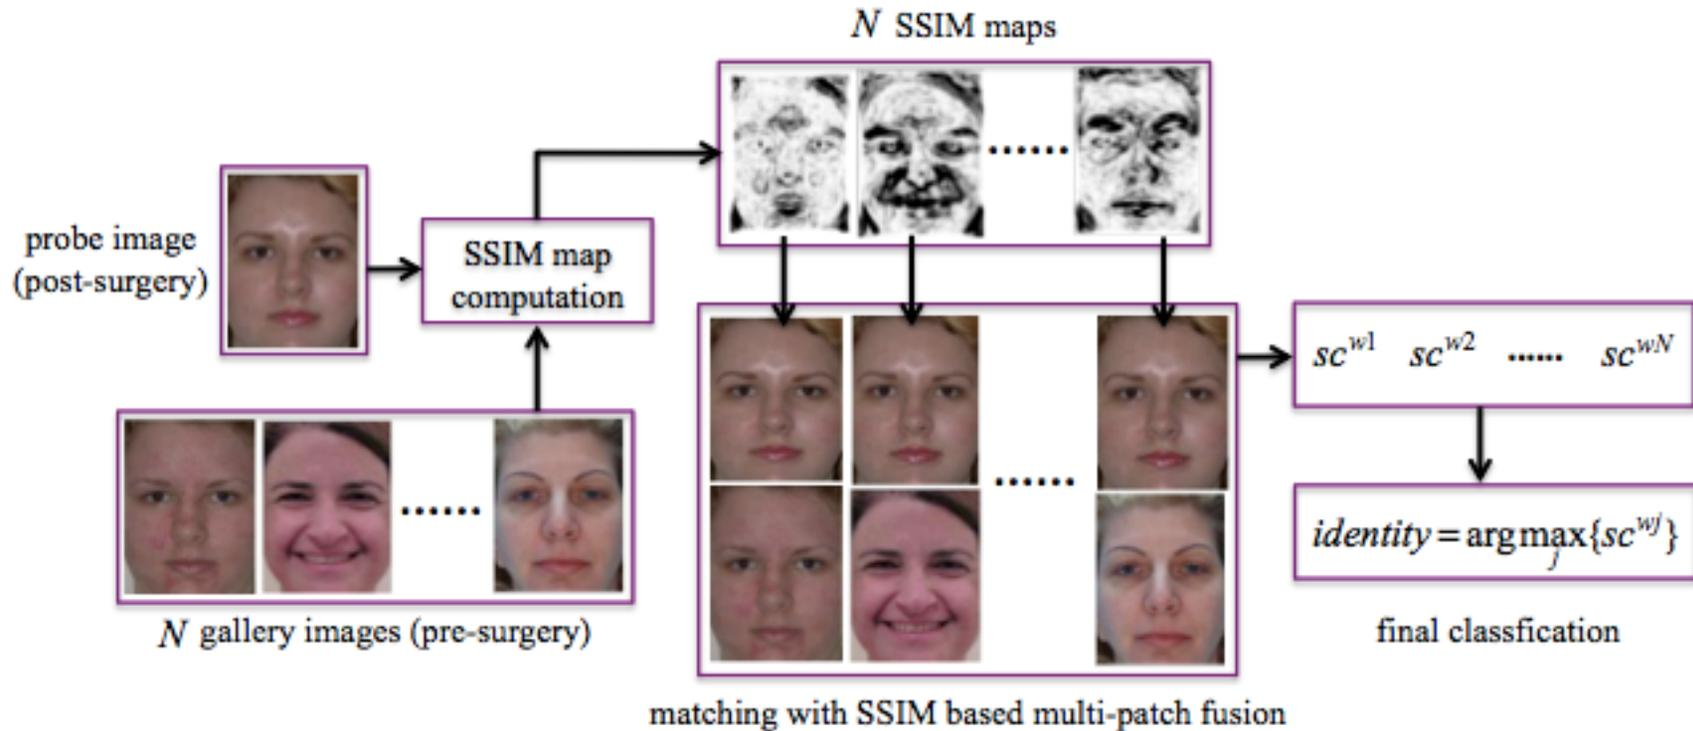 N SSIM maps
probe image
(post-surgery)
SSIM map
computation
N gallery images (pre-surgery)
matching with SSIM based multi-patch fusion
sc^{w1} sc^{w2} ...... sc^{wN}
identity = arg max_j{sc^{wj}}
final classfication